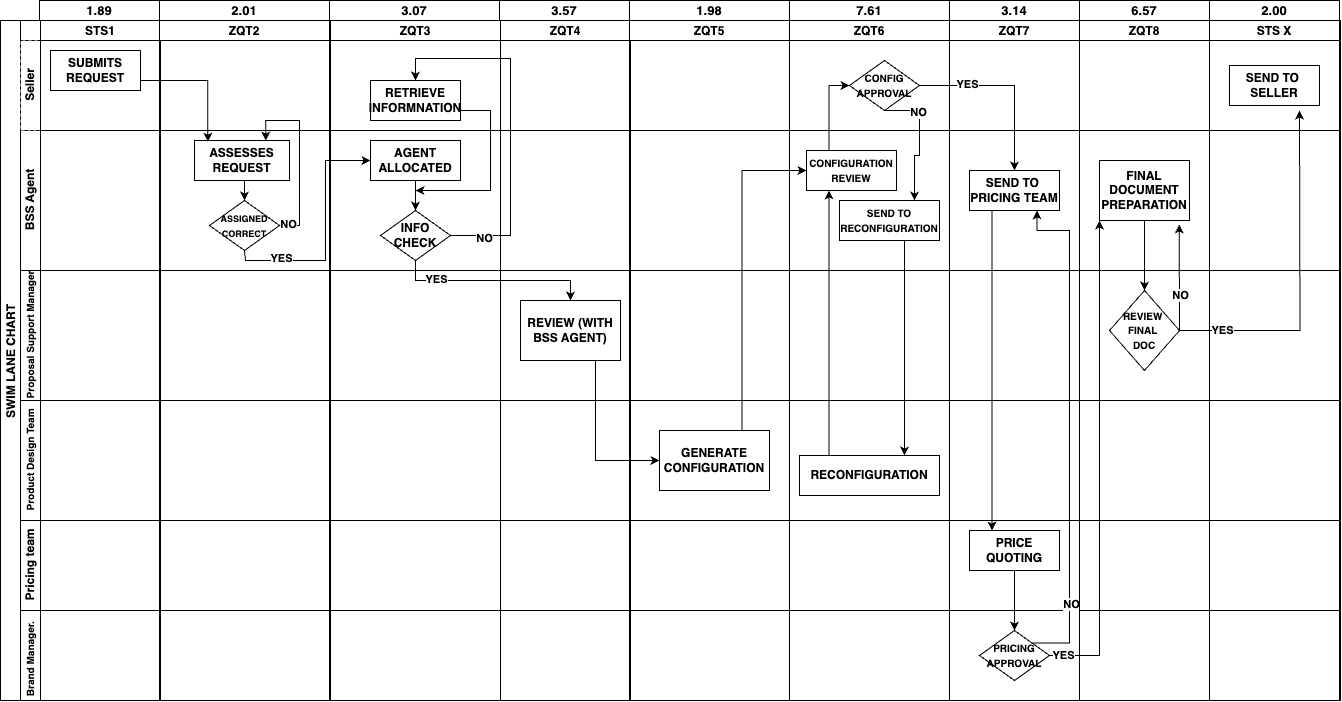 1.89
2.01
3.07
3.57
1.98
7.61
3.14
6.57
2.00
STS1
ZQT2
ZQT3
ZQT4
ZQT5
ZQT6
ZQT7
ZQT8
STS X
SWIM LANE CHART
Seller
SUBMITS
REQUEST
RETRIEVE
INFORMNATION
CONFIG
APPROVAL
YES
NO
SEND TO
SELLER
BSS Agent
ASSESSES
REQUEST
ASSIGNED
CORRECT
NO
YES
AGENT
ALLOCATED
INFO
CHECK
NO
CONFIGURATION
REVIEW
SEND TO
RECONFIGURATION
SEND TO
PRICING TEAM
FINAL
DOCUMENT
PREPARATION
Proposal Support Manager
YES
REVIEW (WITH
BSS AGENT)
NO
REVIEW
FINAL
DOC
YES
Product Design Team
GENERATE
CONFIGURATION
RECONFIGURATION
Pricing team
PRICE
QUOTING
NO
Brand Manager.
PRICING
APPROVAL
YES